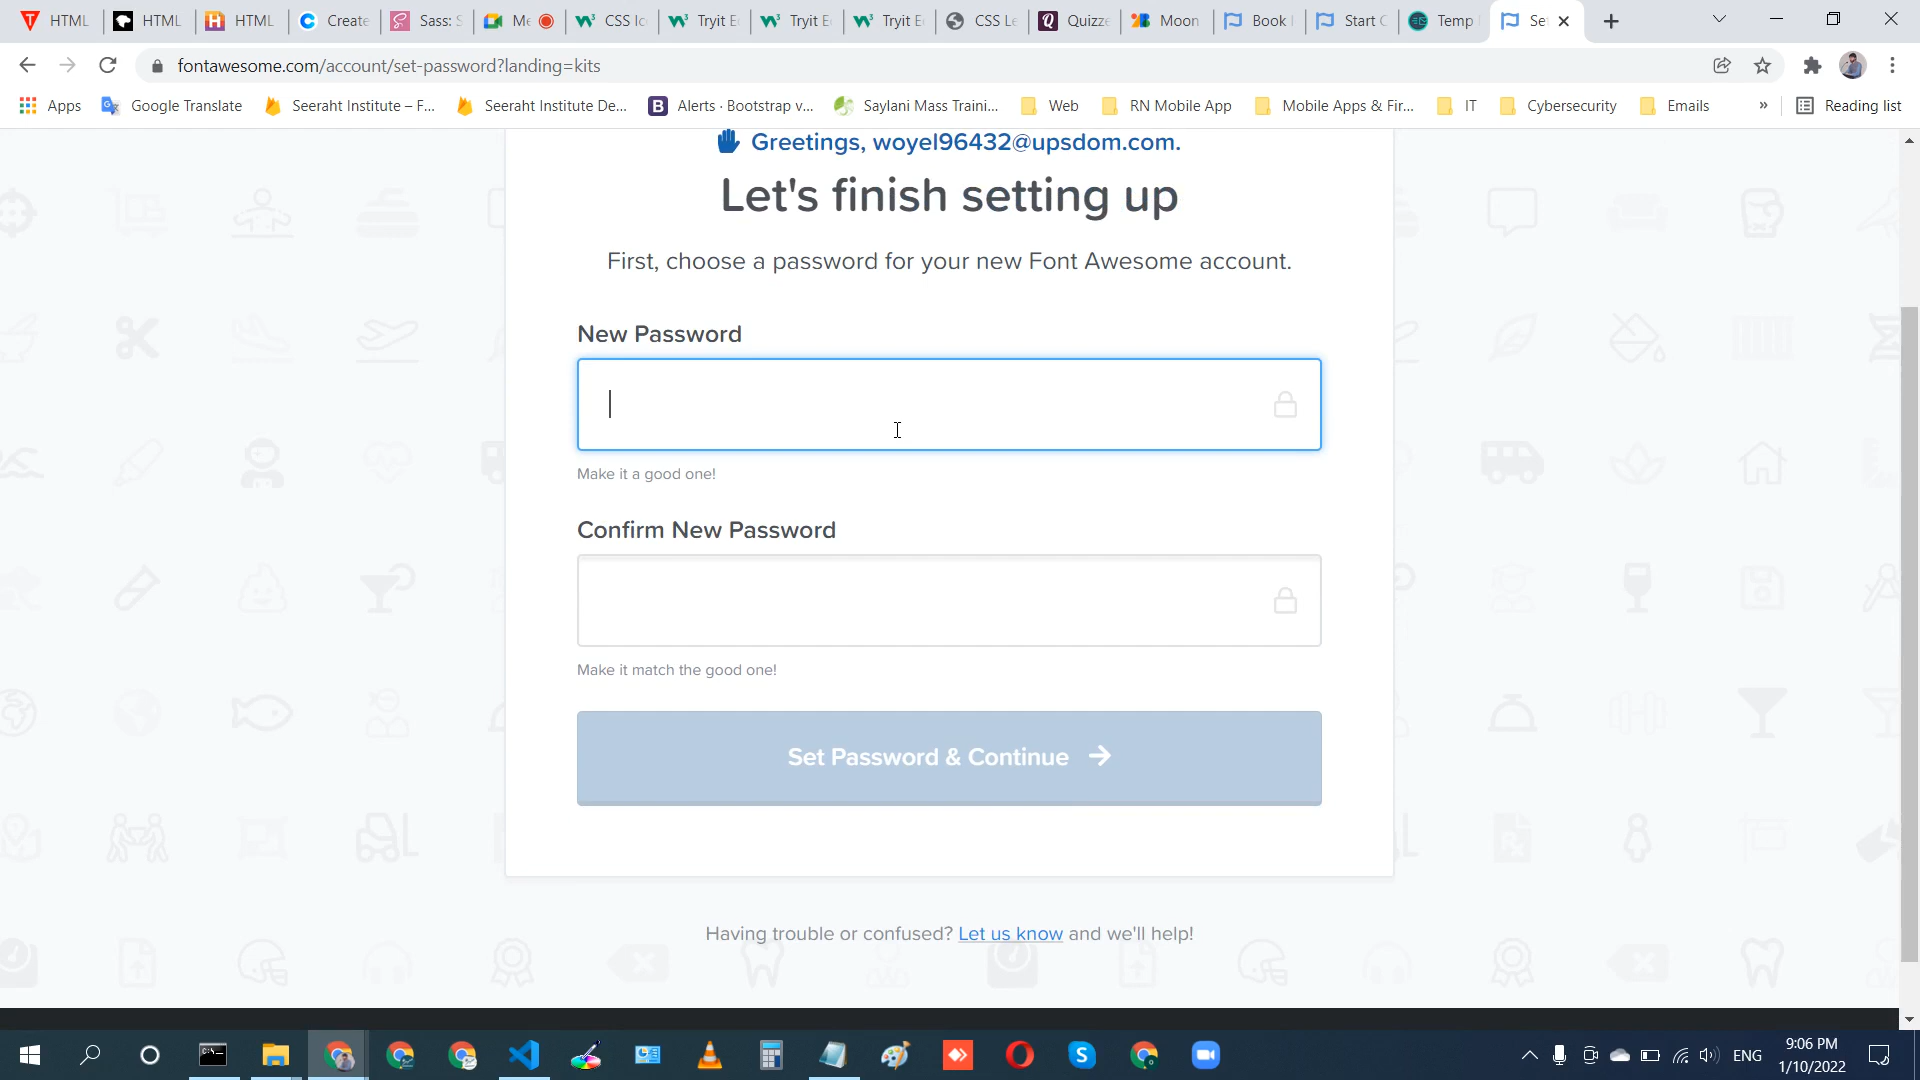 HTML
HTML
HTML
Create
Sass: S
Me
CSS Ic
Tryit E
Tryit E
Tryit E
CSS Le
Quizze
Moon
Book
Start C
Temp
Se
fontawesome.com/account/set-password?landing=kits
Apps
Google Translate
Seeraht Institute – F...
Seeraht Institute De...
Alerts · Bootstrap v...
Saylani Mass Traini...
Web
RN Mobile App
Mobile Apps & Fir...
IT
Cybersecurity
Emails
»
Reading list
Greetings, woyel96432@upsdom.com.
Let's finish setting up
First, choose a password for your new Font Awesome account.
New Password
Make it a good one!
Confirm New Password
Make it match the good one!
Set Password & Continue
Having trouble or confused? Let us know and we'll help!
ENG
9:06 PM
1/10/2022